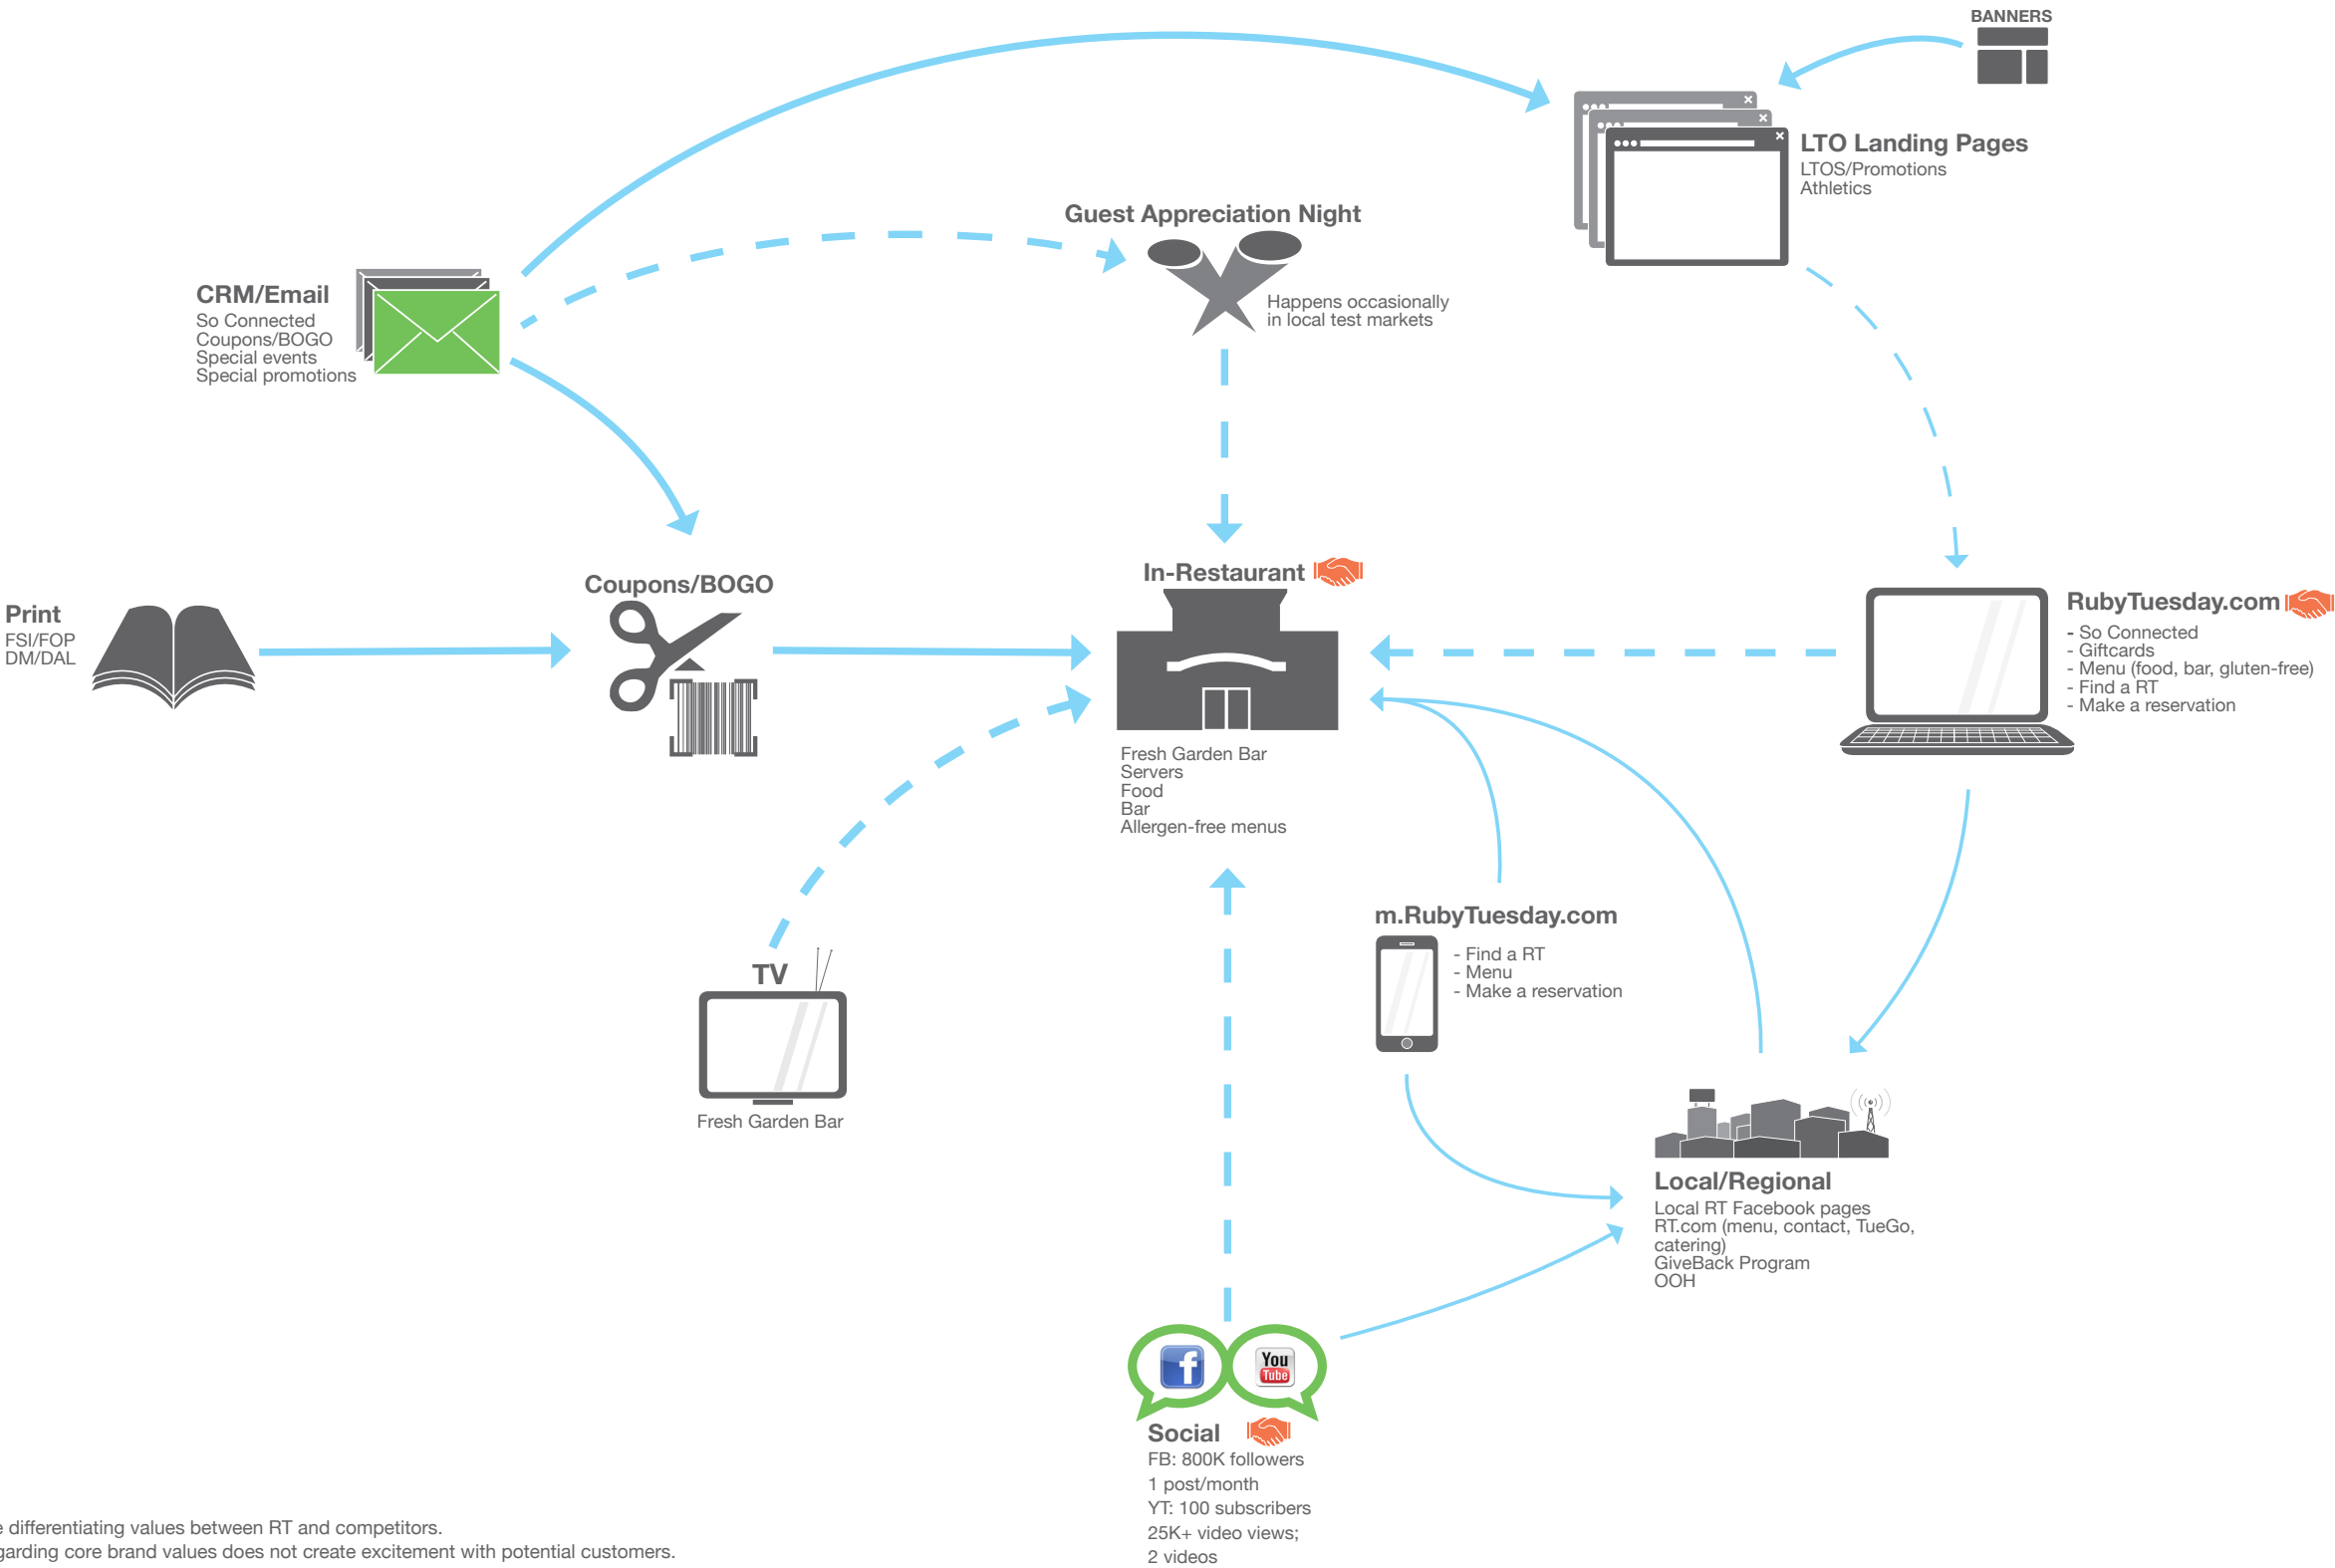 BANNERS
LTO Landing Pages
LTOS/Promotions
Athletics
Guest Appreciation Night
Happens occasionally
in local test markets
CRM/Email
So Connected
Coupons/BOGO
Special events
Special promotions
Print
FSI/FOP
DM/DAL
Coupons/BOGO
In-Restaurant
Fresh Garden Bar
Servers
Food
Bar
Allergen-free menus
RubyTuesday.com
- So Connected
- Giftcards
- Menu (food, bar, gluten-free)
- Find a RT
- Make a reservation
m.RubyTuesday.com
- Find a RT
- Menu
- Make a reservation
TV
Fresh Garden Bar
Local/Regional
Local RT Facebook pages
RT.com (menu, contact, TueGo,
catering)
GiveBack Program
OOH
f
You
Tube
Social
FB: 800K followers
1 post/month
YT: 100 subscribers
25K+ video views;
2 videos
differentiating values between RT and competitors.
core brand values does not create excitement with potential customers.